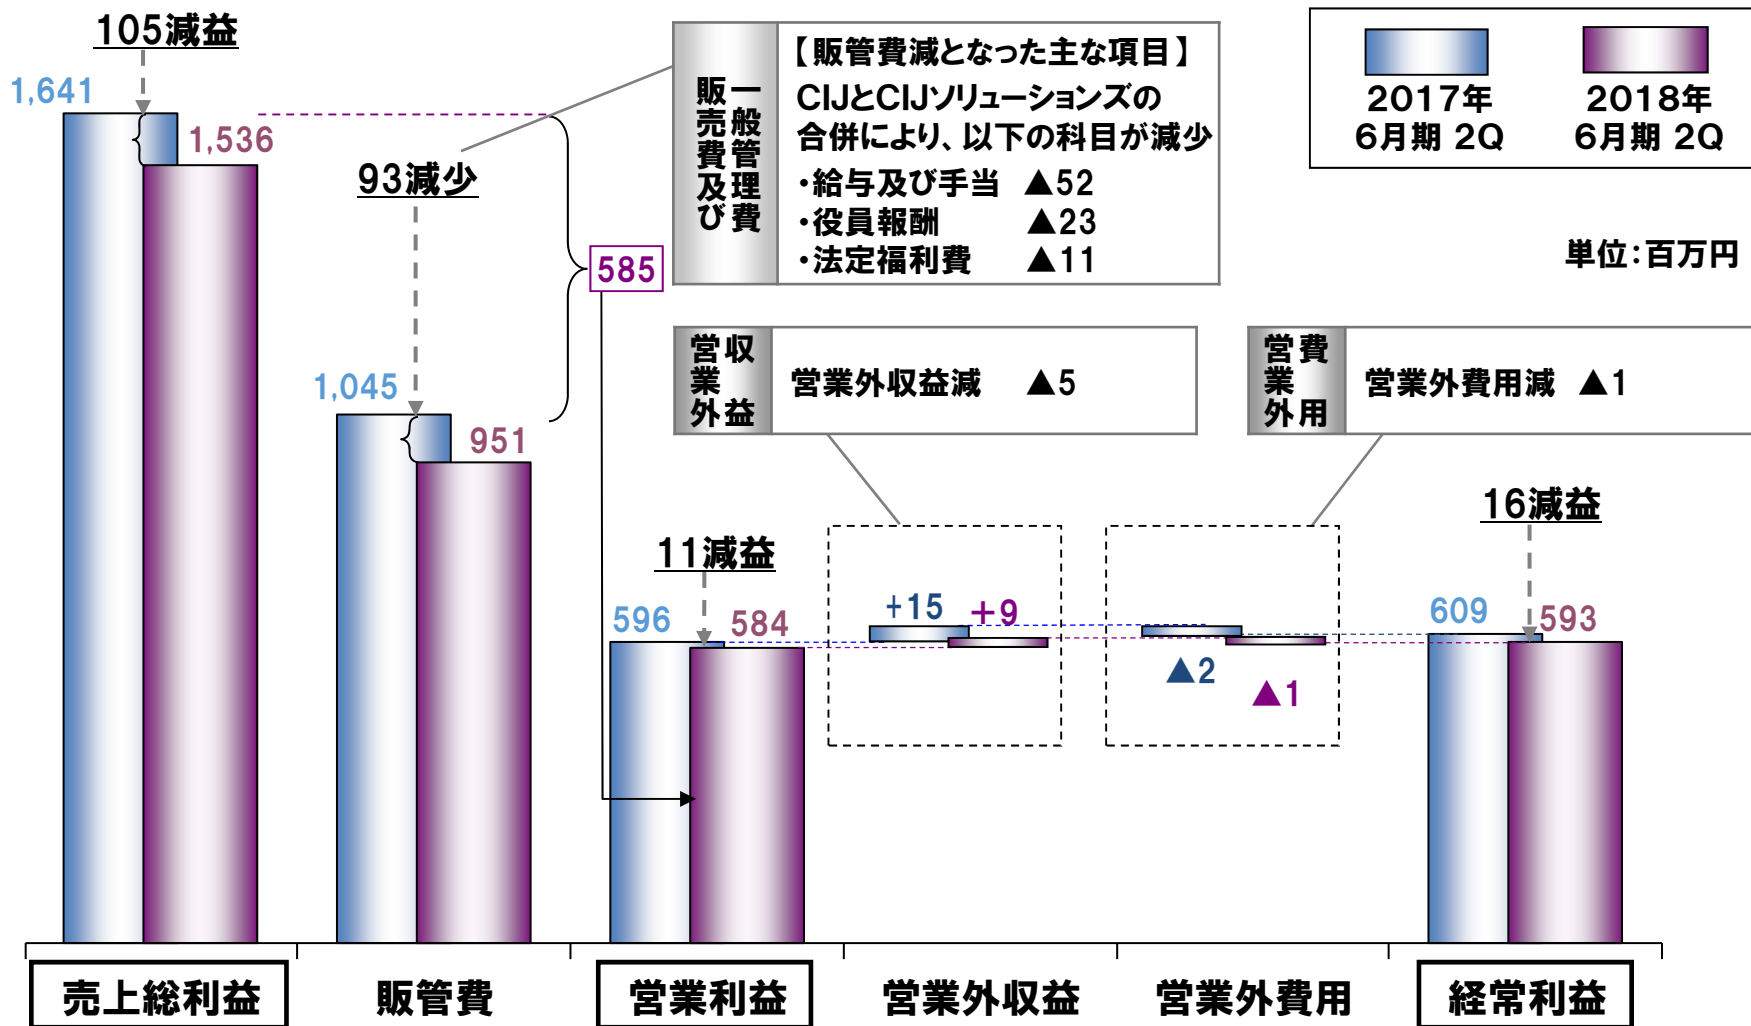 105減益
1,641
1,536
93減少
1,045
951
585
販売費及び
一般管理費
【販管費減となった主な項目】
CIJとCIJソリューションズの
合併により、以下の科目が減少
・給与及び手当 ▲52
・役員報酬 ▲23
・法定福利費 ▲11
2017年
6月期 2Q
2018年
6月期 2Q
単位:百万円
営業外
収益
営業外収益減 ▲5
営業外
費用
営業外費用減 ▲1
11減益
596
584
+15
+9
▲2
▲1
16減益
609
593
売上総利益
販管費
営業利益
営業外収益
営業外費用
経常利益